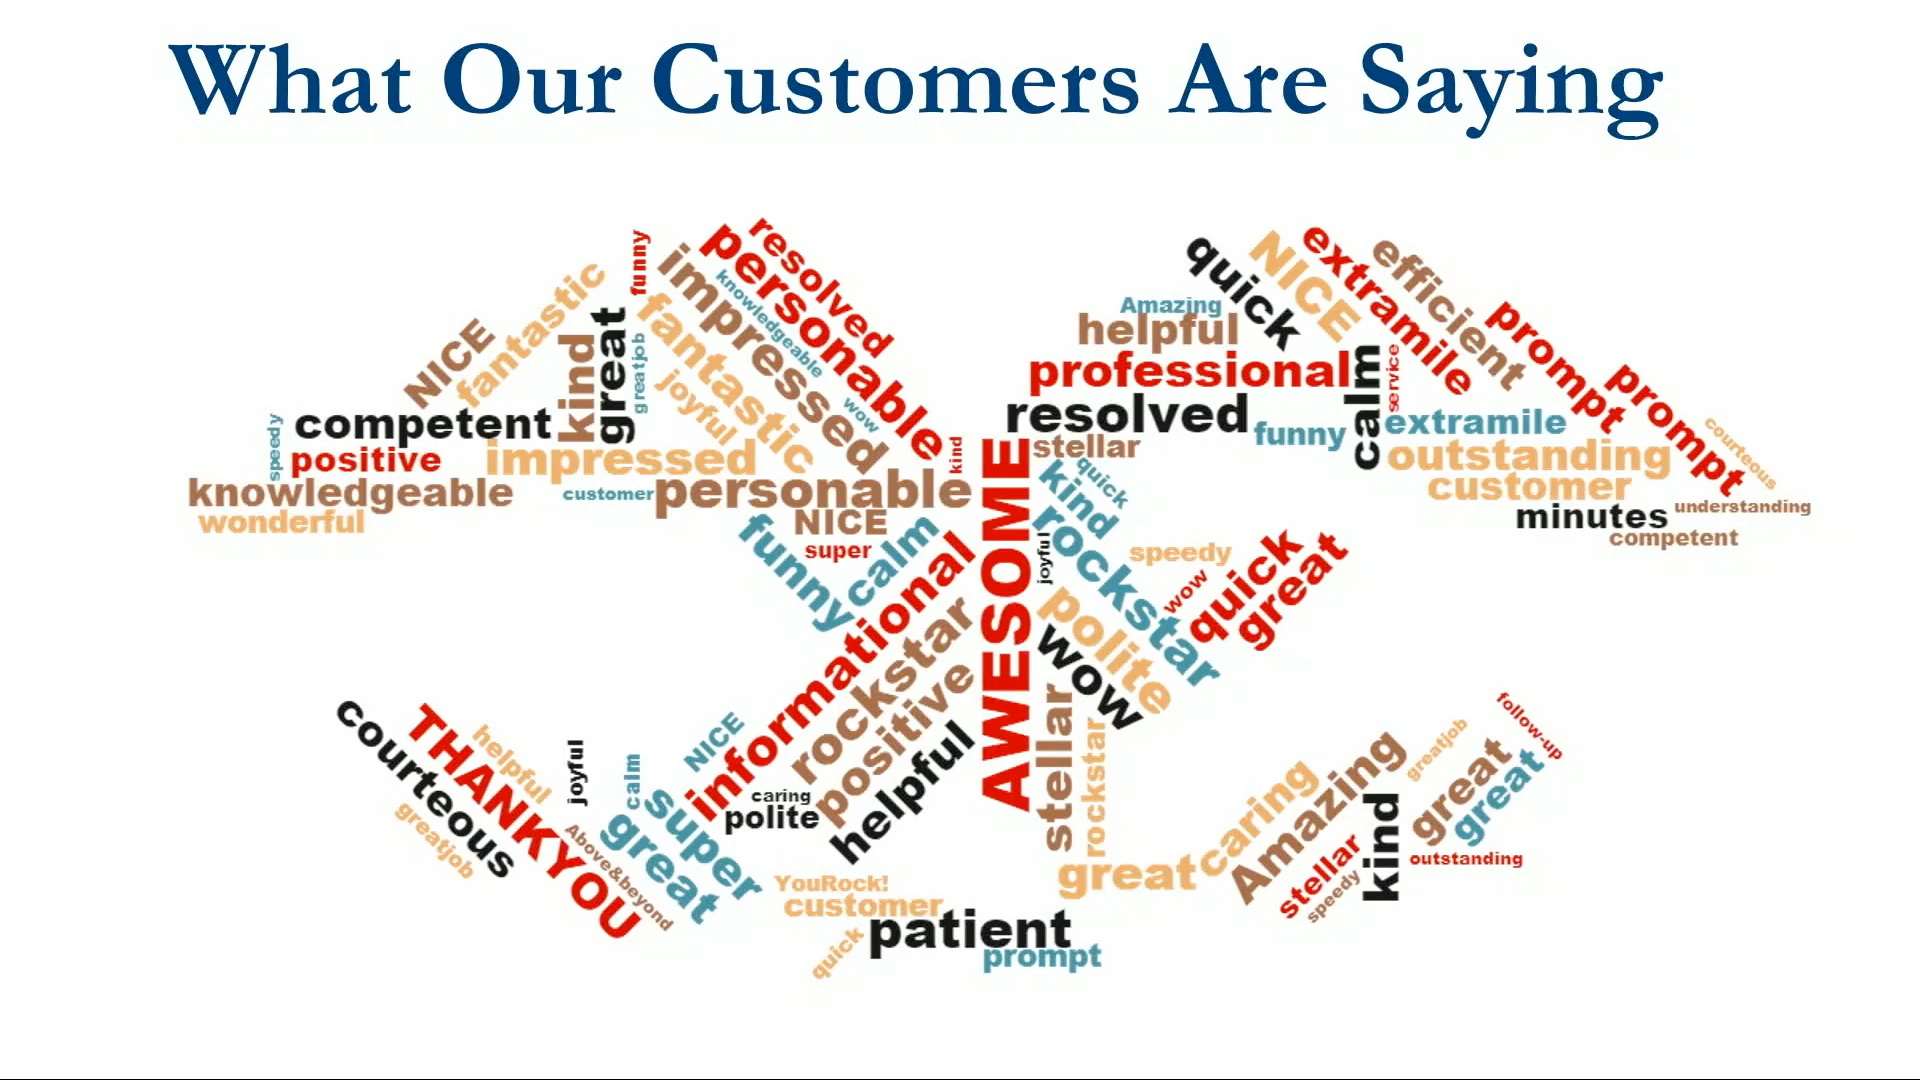 What Our Customers Are Saying
resolved
personable
knowledgeable
impressed
funny
fantastic
fantastic
joyful
wow
NICE
kind
great
greatjob
speedy
competent
positive
impressed
kind
knowledgeable
customer
personable
wonderful
NICE
super
funny
calm
quick
NICE
extramile
efficient
prompt
prompt
courteous
Amazing
helpful
professional
resolved
funny
calm
service
extramile
outstanding
customer
minutes
understanding
competent
stellar
quick
kind
AWESOME
joyful
rockstar
speedy
wow
quick
great
polite
wow
stellar
rockstar
informational
rockstar
positive
helpful
NICE
caring
polite
courteous
THANKYOU
helpful
greatjob
joyful
Above&beyond
calm
super
great
YouRock!
customer
quick
patient
prompt
great
caring
Amazing
stellar
speedy
kind
greatjob
great
great
follow-up
outstanding